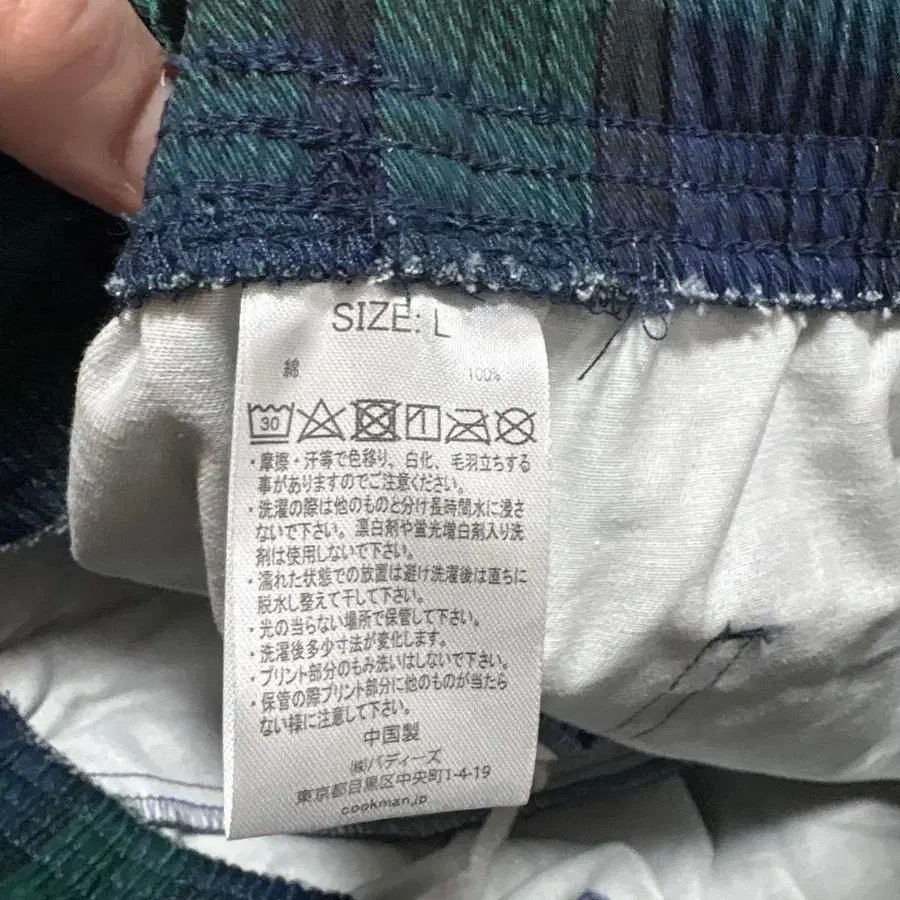 SIZE: L
綿 100%
30
・摩擦・汗等で色移り、白化、毛羽立ちする
事がありますのでご注意ください。
・洗濯の際は他のものと分け長時間水に浸さ
ないで下さい。漂白剤や蛍光増白剤入り洗
剤は使用しないで下さい。
・濡れた状態での放置は避け洗濯後は直ちに
脱水し整えて干して下さい。
・光の当らない場所で保管して下さい。
・洗濯後多少寸法が変化します。
・プリント部分のもみ洗いはしないで下さい。
・保管の際プリント部分に他のものが当たら
ない様に注意して下さい。
中国製
㈱バディーズ
東京都目黒区中央町1-4-19
cookman.jp